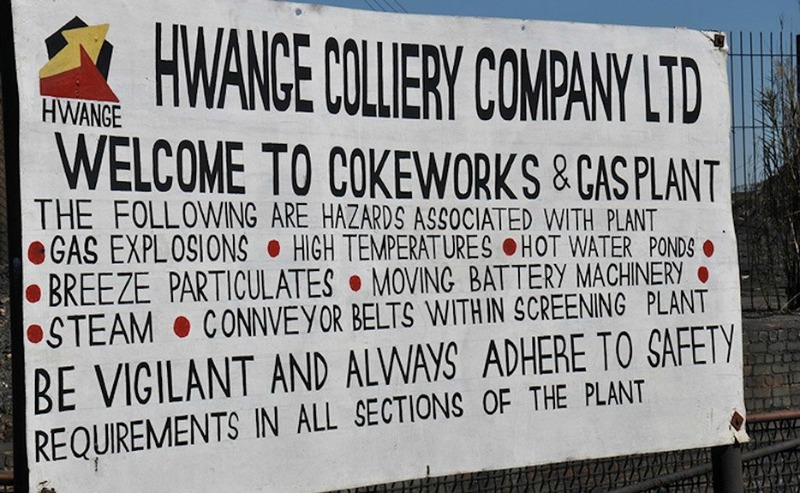 HWANGE COLLIERY COMPANY LTD
HWANGE
WELCOME TO COKEWORKS & GAS PLANT
THE FOLLOWING ARE HAZARDS ASSOCIATED WITH PLANT
• GAS EXPLOSIONS • HIGH TEMPERATURES • HOT WATER PONDS •
• BREEZE PARTICULATES • MOVING BATTERY MACHINERY •
• STEAM • CONNVEYOR BELTS WITHIN SCREENING PLANT
BE VIGILANT AND ALWAYS ADHERE TO SAFETY
REQUIREMENTS IN ALL SECTIONS OF THE PLANT